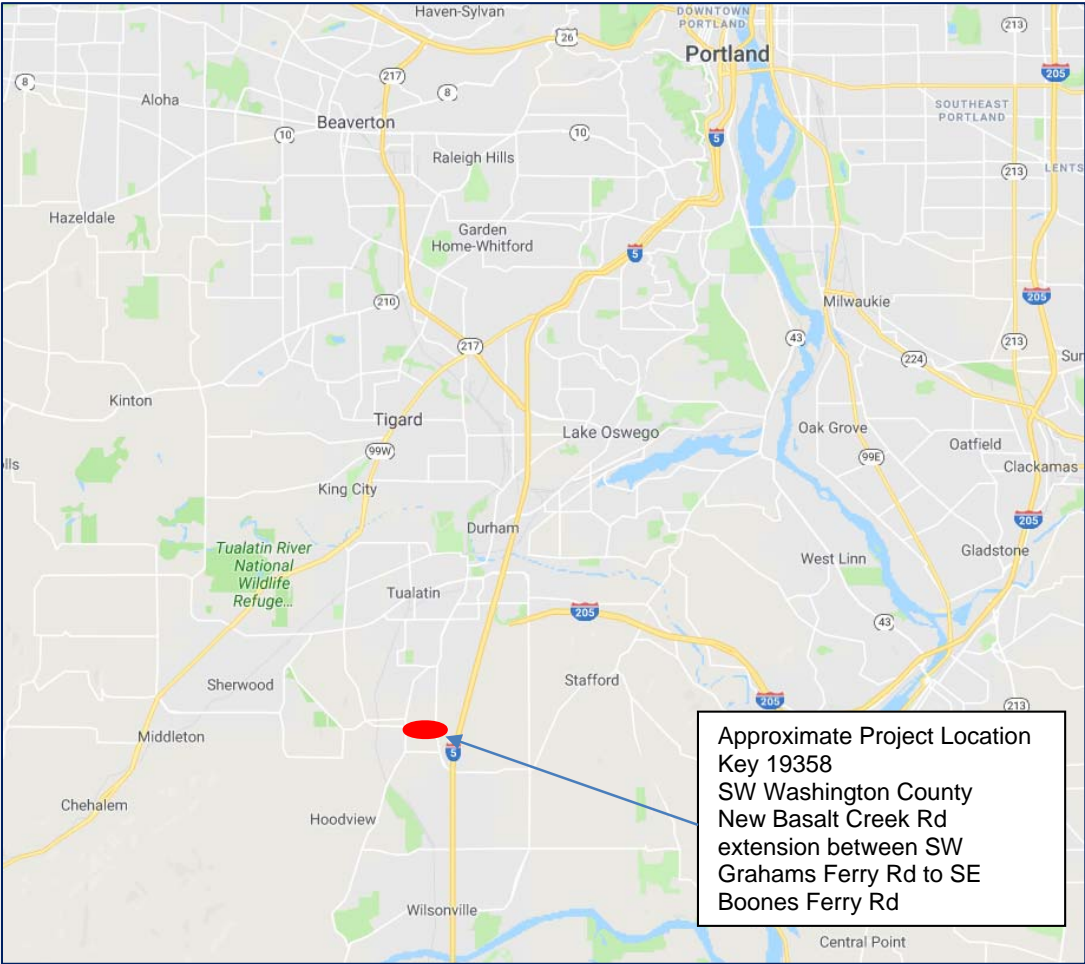 Haven-Sylvan
DOWNTOWN
PORTLAND
213
26
Portland
217
205
8
8
Aloha
SOUTHEAST
PORTLAND
Beaverton
10
10
5
Raleigh Hills
213
LENTS
Hazeldale
Garden
Home-Whitford
5
210
205
Milwaukie
43
213
217
224
Sun
Kinton
Tigard
Lake Oswego
Oak Grove
Oatfield
99W
99E
lls
Clackamas
King City
205
Durham
Tualatin River
National
Wildlife
Refuge...
West Linn
Gladstone
Tualatin
205
43
Stafford
Sherwood
205
213
Middleton
5
Approximate Project Location
Key 19358
SW Washington County
New Basalt Creek Rd
extension between SW
Grahams Ferry Rd to SE
Boones Ferry Rd
Chehalem
Hoodview
Wilsonville
Central Point